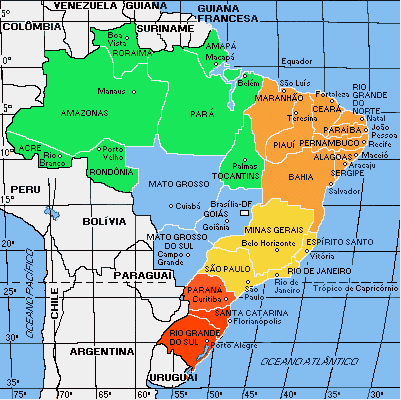 VENEZUELA
GUIANA
GUIANA
FRANCESA
COLÔMBIA
SURINAME
Boa
Vista
RORAIMA
AMAPÁ
Macapá
Equador
Belém
São Luís
RIO
GRANDE
DO
NORTE
Fortaleza
MARANHÃO
CEARÁ
Manaus
AMAZONAS
PARÁ
Teresina
Natal
PARAÍBA
João
Pessoa
PIAUÍ
PERNAMBUCO
Recife
ACRE
Rio
Branco
Porto
Velho
ALAGOAS
Maceió
Aracaju
SERGIPE
RONDÔNIA
Palmas
TOCANTINS
BAHIA
Salvador
PERU
MATO GROSSO
Cuiabá
Brasília-DF
GOIÁS
Goiânia
BOLÍVIA
MINAS GERAIS
Belo Horizonte
MATO GROSSO
DO SUL
Campo
Grande
ESPÍRITO SANTO
Vitória
SÃO PAULO
RIO DE JANEIRO
PARAGUAI
Rio de
Janeiro
São
Paulo
Trópico de Capricórnio
PARANÁ
Curitiba
SANTA CATARINA
Florianópolis
RIO GRANDE
DO SUL
Porto Alegre
CHILE
OCEANO PACÍFICO
ARGENTINA
OCEANO ATLÂNTICO
URUGUAI
0°
5°
10°
15°
20°
25°
30°
35°
75°
70°
65°
60°
55°
50°
45°
40°
35°
30°